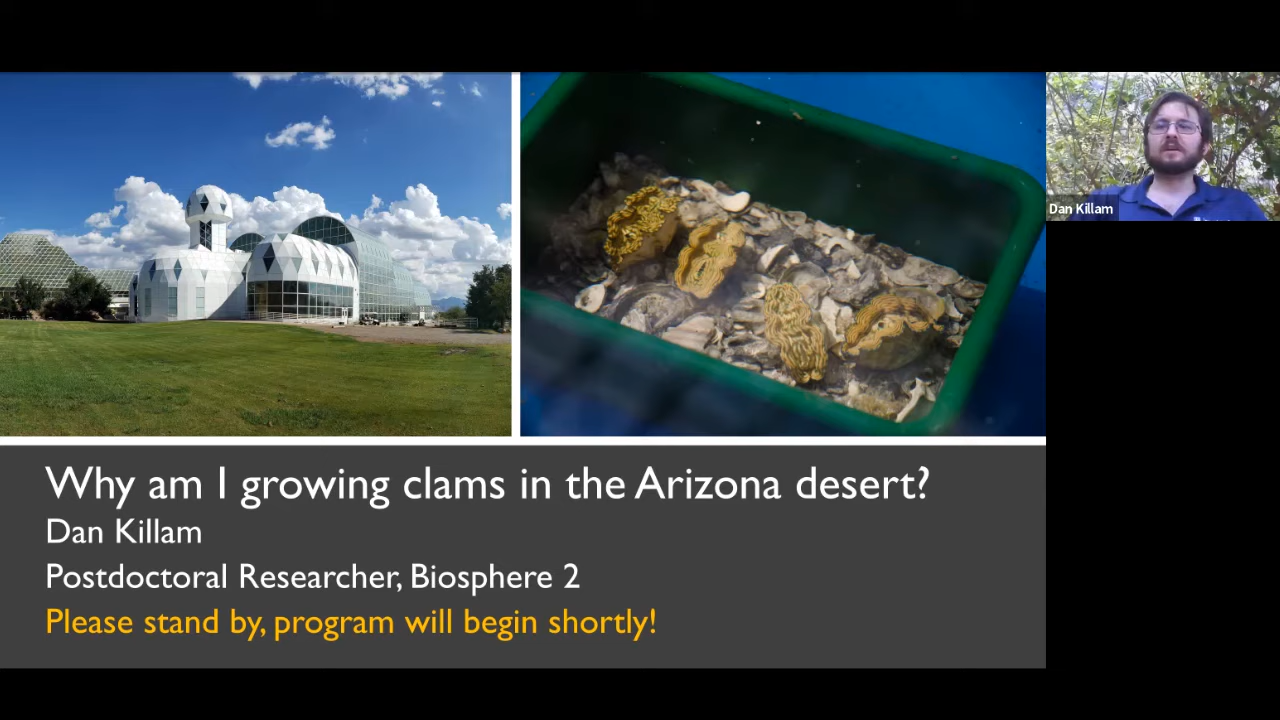 Dan Killam
Why am I growing clams in the Arizona desert?
Dan Killam
Postdoctoral Researcher, Biosphere 2
Please stand by, program will begin shortly!